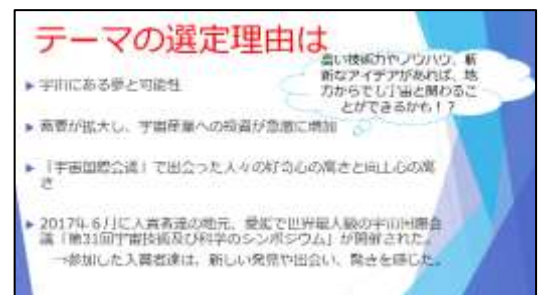 テーマの選定理由は
高い技術力やノウハウ、斬
新なアイデアがあれば、地
方からでも宇宙と関わるこ
とができるかも！？
宇宙にある夢と可能性
需要が拡大し、宇宙産業への投資が急激に増加
「宇宙国際会議」で出会った人々の好奇心の高さと向上心の高
さ
2017年6月に入賞者達の地元、愛媛で世界最大級の宇宙国際会
議「第31回宇宙技術及び科学のシンポジウム」が開催された。
→参加した入賞者達は、新しい発見や出会い、驚きを感じた。